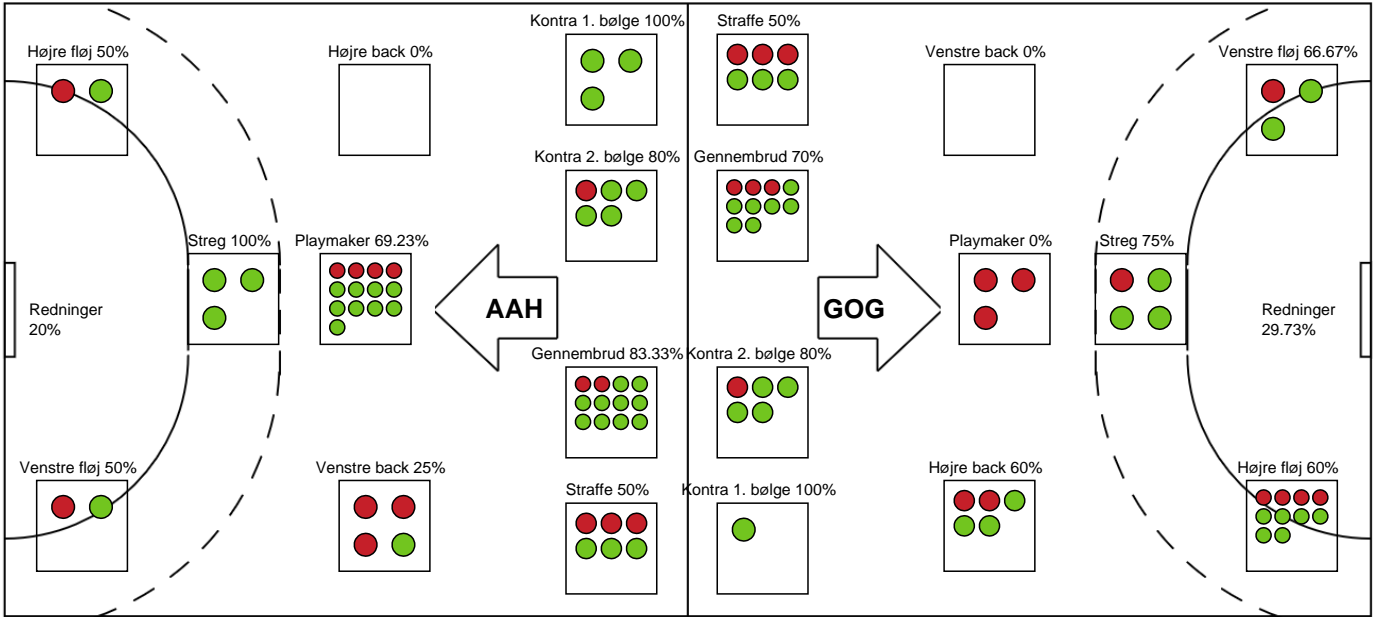 Kontra 1. bølge 100%
Straffe 50%
Højre fløj 50%
Højre back 0%
Venstre back 0%
Venstre fløj 66.67%
Kontra 2. bølge 80%
Gennembrud 70%
Streg 100%
Playmaker 69.23%
Playmaker 0%
Streg 75%
Redninger
20%
AAH
GOG
Redninger
29.73%
Gennembrud 83.33%
Kontra 2. bølge 80%
Venstre fløj 50%
Venstre back 25%
Straffe 50%
Kontra 1. bølge 100%
Højre back 60%
Højre fløj 60%